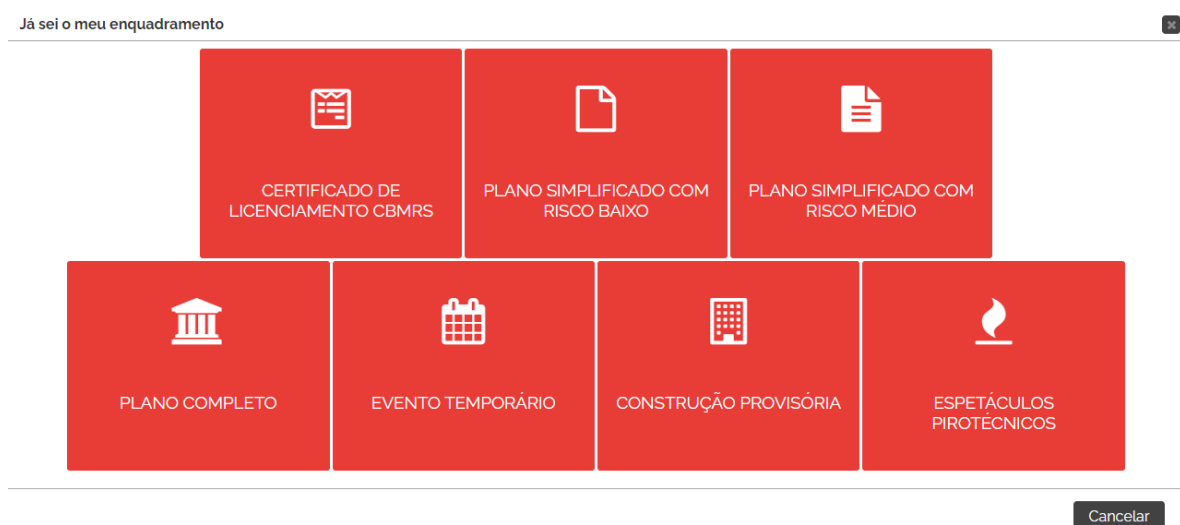 Já sei o meu enquadramento
CERTIFICADO DE
LICENCIAMENTO CBMRS
PLANO SIMPLIFICADO COM
RISCO BAIXO
PLANO SIMPLIFICADO COM
RISCO MÉDIO
PLANO COMPLETO
EVENTO TEMPORÁRIO
CONSTRUÇÃO PROVISÓRIA
ESPETÁCULOS
PIROTÉCNICOS
Cancelar